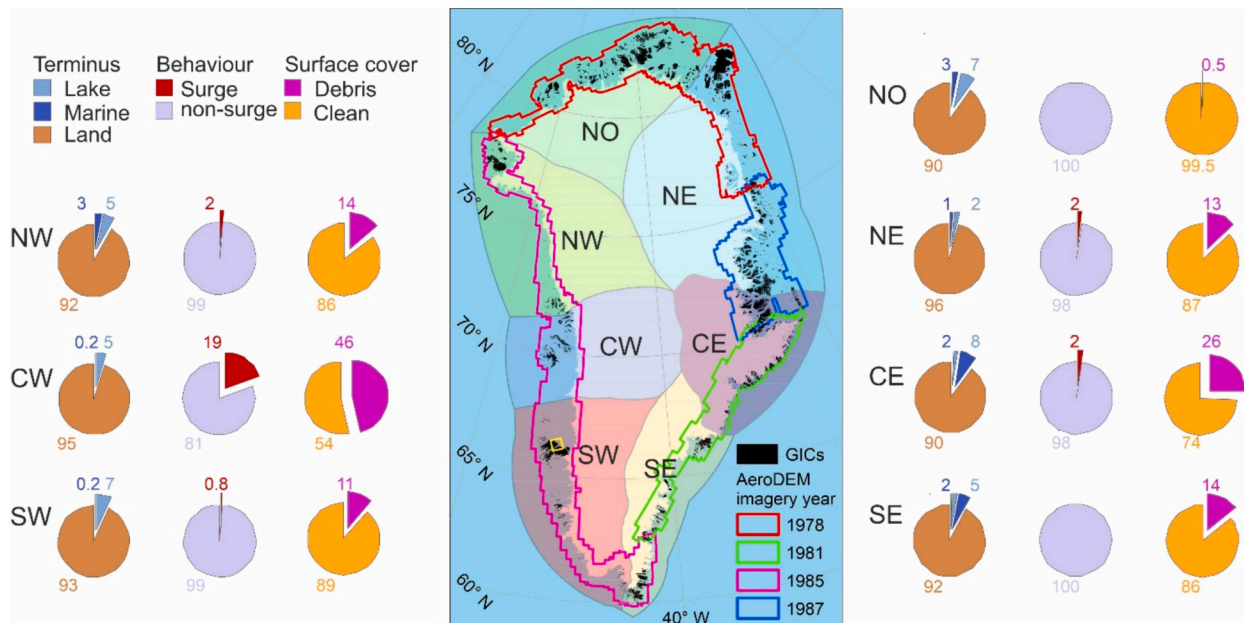 Terminus
Lake
Marine
Land
Behaviour
Surge
non-surge
Surface cover
Debris
Clean
NW
3 5
92
2
99
14
86
CW
0.2 5
95
19
81
46
54
SW
0.2 7
93
0.8
99
11
89
80° N
75° N
70° N
65° N
60° N
40° W
NO
NE
NW
CW
CE
SW
SE
GICs
AeroDEM
imagery year
1978
1981
1985
1987
NO
3 7
90
100
0.5
99.5
NE
1 2
96
2
98
13
87
CE
2 8
90
2
98
26
74
SE
2 5
92
100
14
86